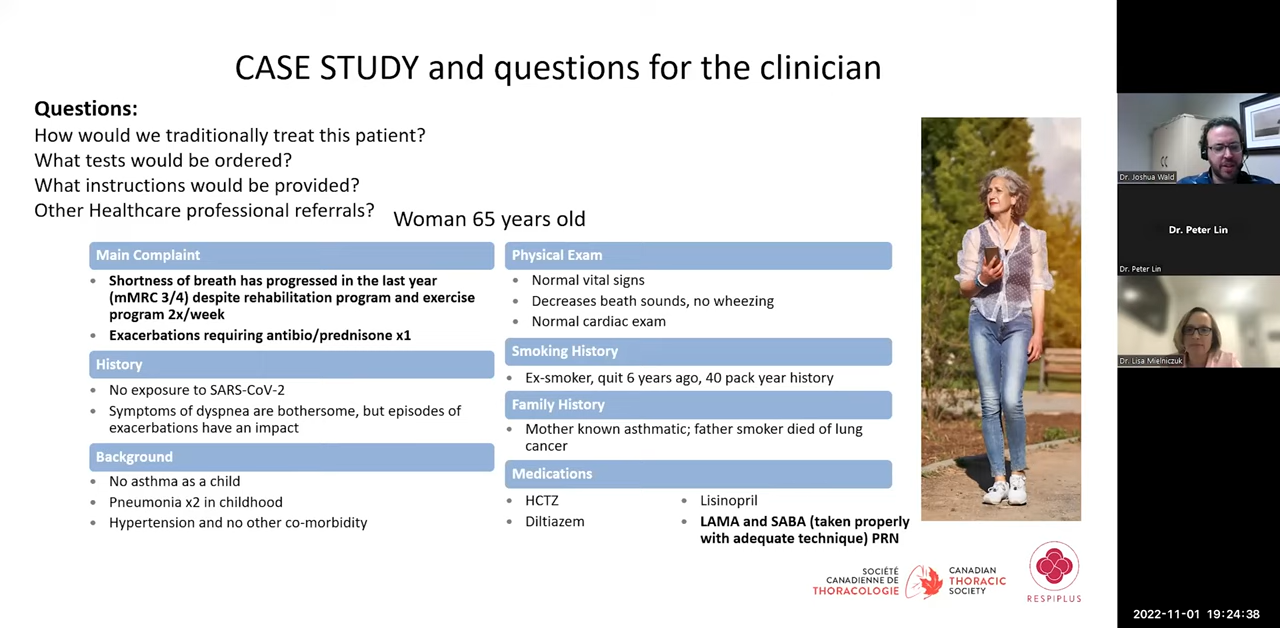 CASE STUDY and questions for the clinician
Questions:
How would we traditionally treat this patient?
What tests would be ordered?
What instructions would be provided?
Other Healthcare professional referrals?
Woman 65 years old
Main Complaint
• Shortness of breath has progressed in the last year
(mMRC 3/4) despite rehabilitation program and exercise
program 2x/week
• Exacerbations requiring antibio/prednisone x1
History
• No exposure to SARS-CoV-2
• Symptoms of dyspnea are bothersome, but episodes of
exacerbations have an impact
Background
• No asthma as a child
• Pneumonia x2 in childhood
• Hypertension and no other co-morbidity
Physical Exam
• Normal vital signs
• Decreases beath sounds, no wheezing
• Normal cardiac exam
Smoking History
• Ex-smoker, quit 6 years ago, 40 pack year history
Family History
• Mother known asthmatic; father smoker died of lung
cancer
Medications
• HCTZ
• Diltiazem
• Lisinopril
• LAMA and SABA (taken properly
with adequate technique) PRN
SOCIÉTÉ
CANADIENNE DE
THORACOLOGIE
CANADIAN
THORACIC
SOCIETY
RESPIPLUS
Dr. Joshua Wald
Dr. Peter Lin
Dr. Peter Lin
Dr. Lisa Mielniczuk
2022-11-01 19:24:38